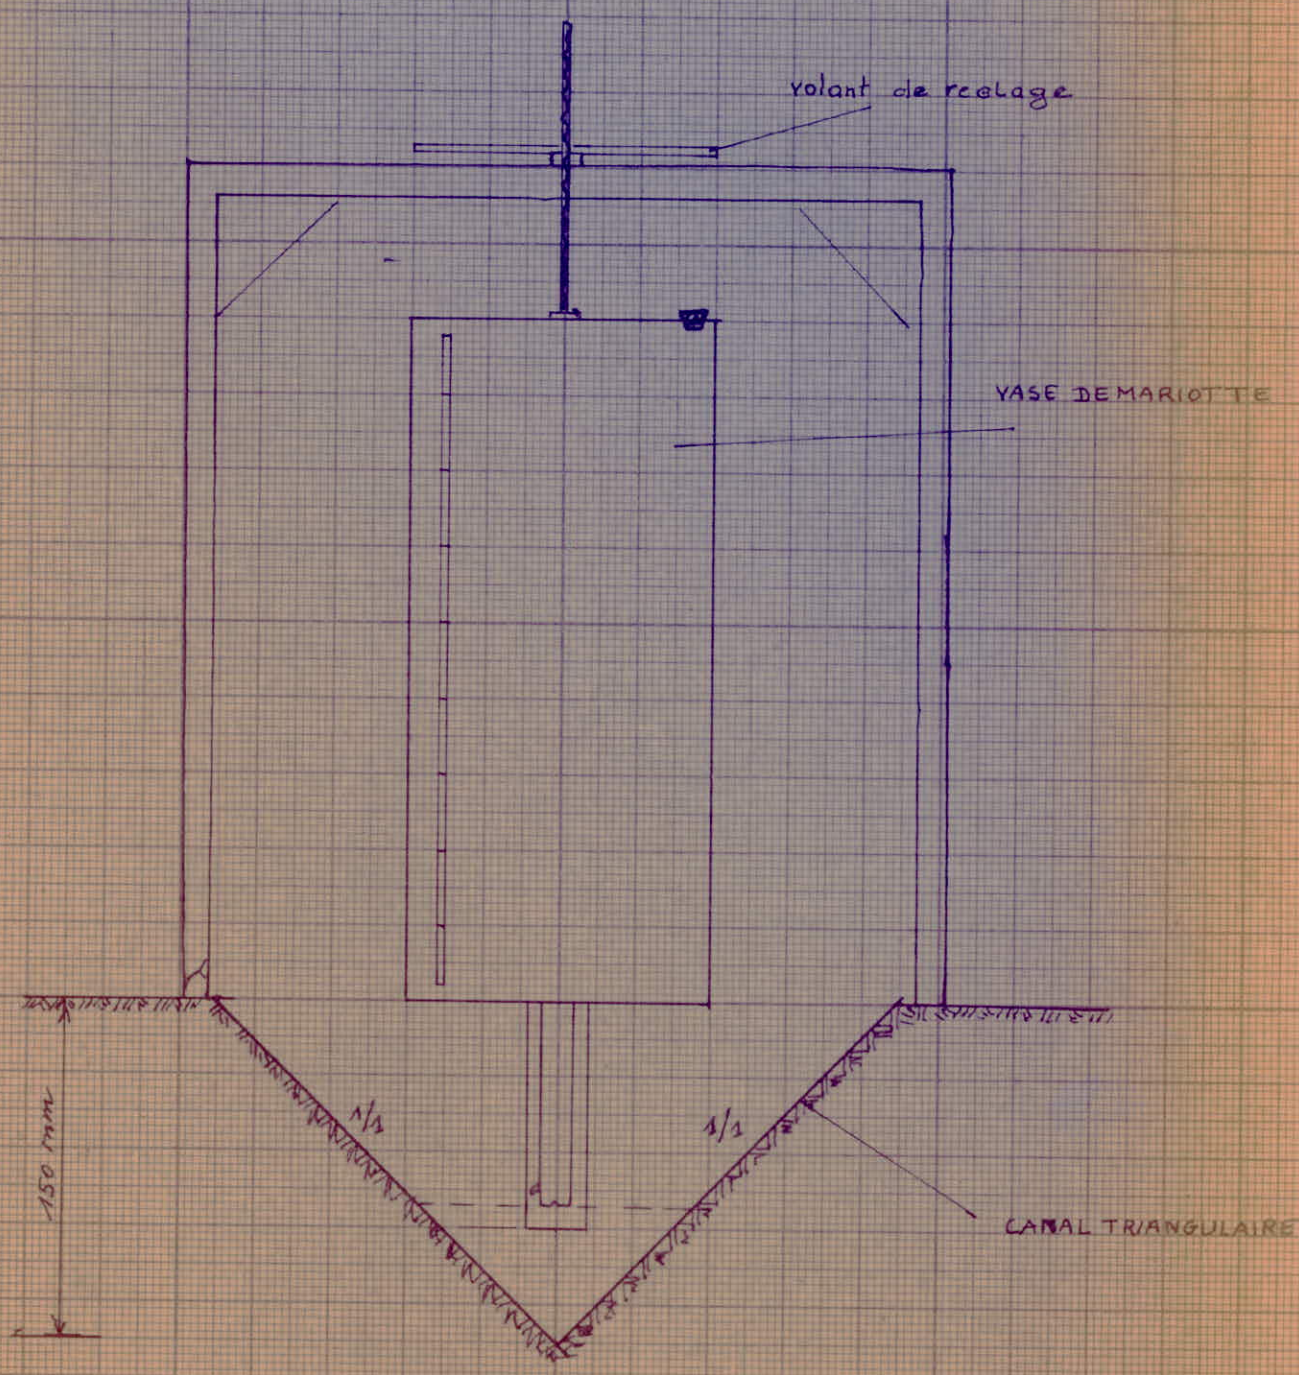 volant de reglage
VASE DE MARIOTTE
1/1
1/1
150 mm
CANAL TRIANGULAIRE